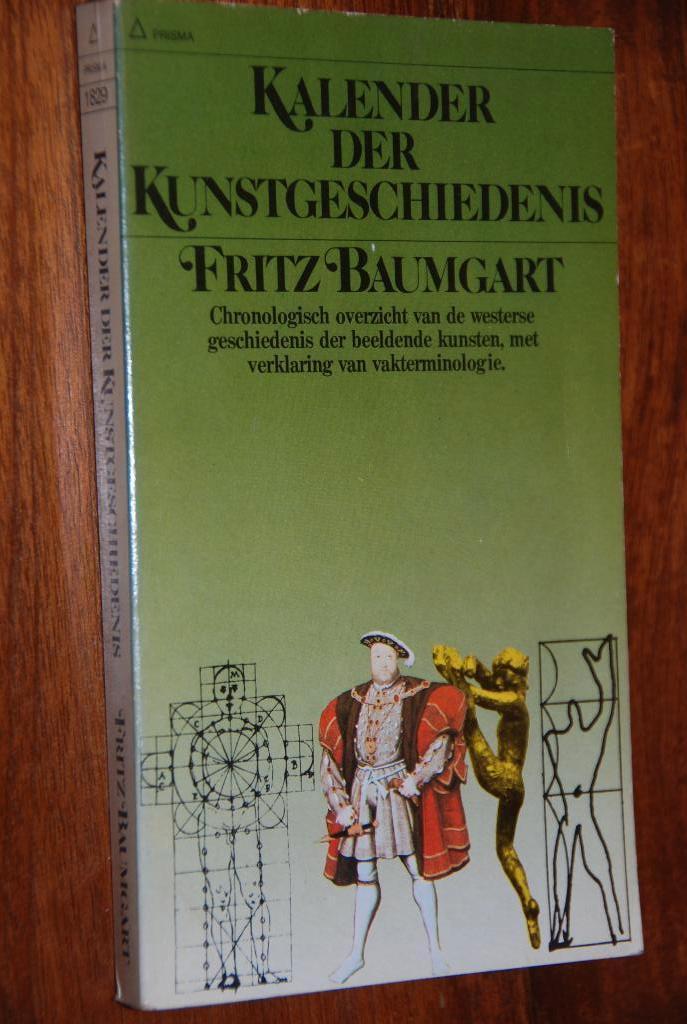 PRISMA
KALENDER
DER
KUNSTGESCHIEDENIS
FRITZ BAUMGART
Chronologisch overzicht van de westerse
geschiedenis der beeldende kunsten, met
verklaring van vakterminologie.
PRISMA
1829
KALENDER DER KUNSTGESCHIEDENIS
FRITZ BAUMGART